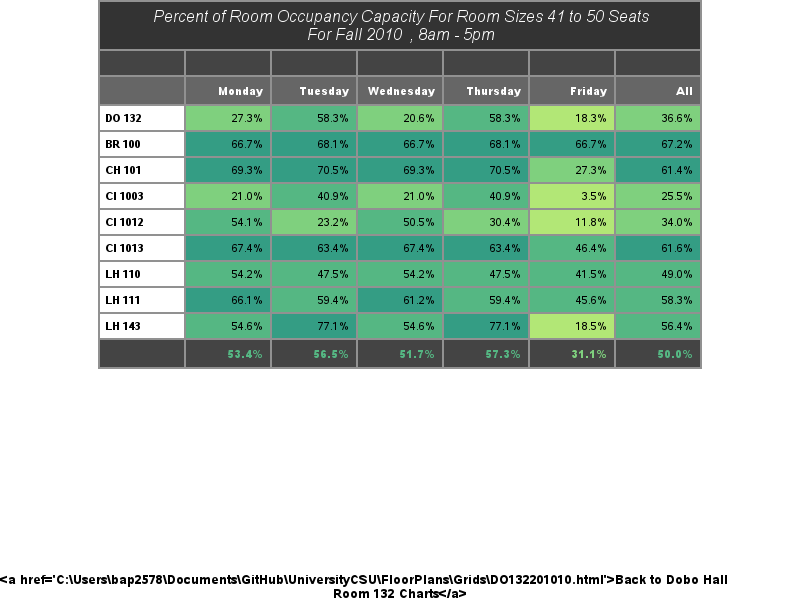 Percent of Room Occupancy Capacity For Room Sizes 41 to 50 Seats
For Fall 2010 , 8am - 5pm
Monday Tuesday Wednesday Thursday Friday All
DO 132 27.3% 58.3% 20.6% 58.3% 18.3% 36.6%
BR 100 66.7% 68.1% 66.7% 68.1% 66.7% 67.2%
CH 101 69.3% 70.5% 69.3% 70.5% 27.3% 61.4%
CI 1003 21.0% 40.9% 21.0% 40.9% 3.5% 25.5%
CI 1012 54.1% 23.2% 50.5% 30.4% 11.8% 34.0%
CI 1013 67.4% 63.4% 67.4% 63.4% 46.4% 61.6%
LH 110 54.2% 47.5% 54.2% 47.5% 41.5% 49.0%
LH 111 66.1% 59.4% 61.2% 59.4% 45.6% 58.3%
LH 143 54.6% 77.1% 54.6% 77.1% 18.5% 56.4%
53.4% 56.5% 51.7% 57.3% 31.1% 50.0%
<a href='C:\Users\bap2578\Documents\GitHub\UniversityCSU\FloorPlans\Grids\DO132201010.html'>Back to Dobo Hall
Room 132 Charts</a>